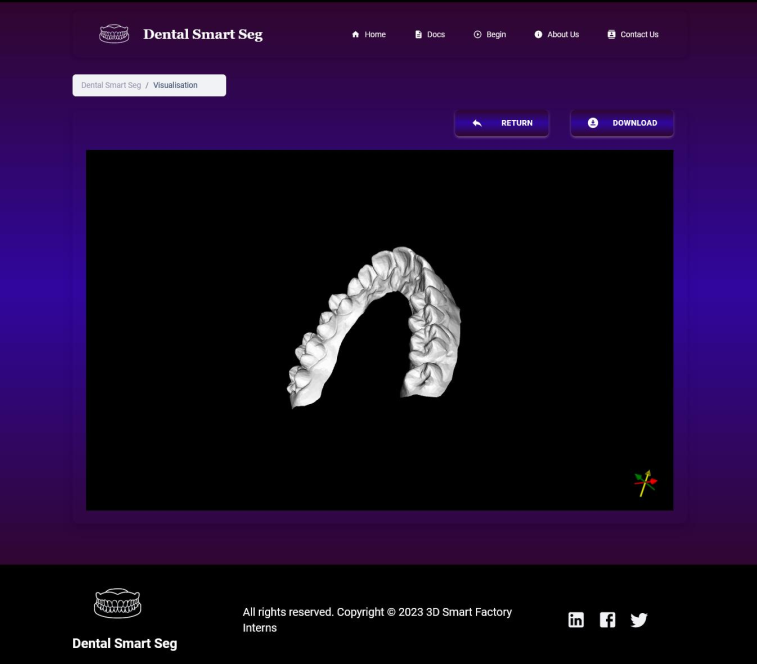 Dental Smart Seg
Home
Docs
Begin
About Us
Contact Us
Dental Smart Seg / Visualisation
RETURN
DOWNLOAD
All rights reserved. Copyright © 2023 3D Smart Factory
Interns
Dental Smart Seg